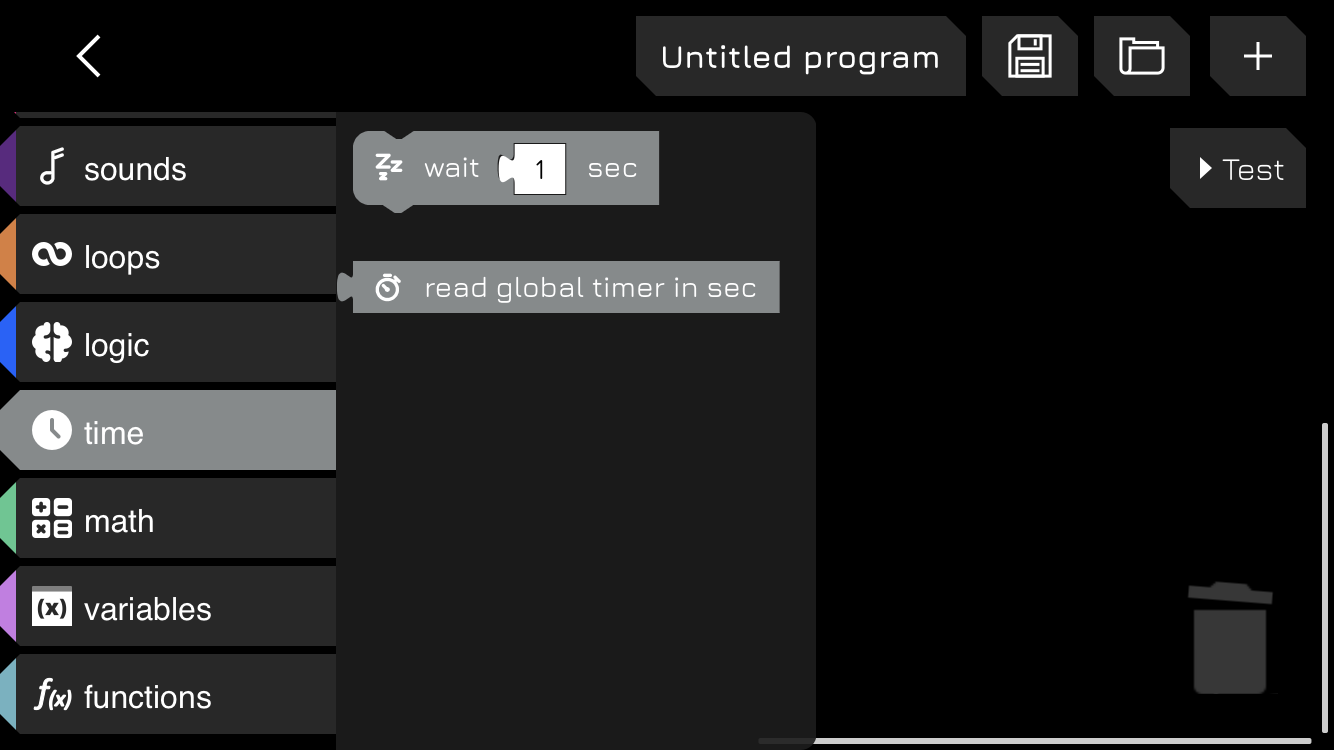 Untitled program
sounds
wait 1 sec
Test
loops
read global timer in sec
logic
time
math
(x) variables
f(x) functions